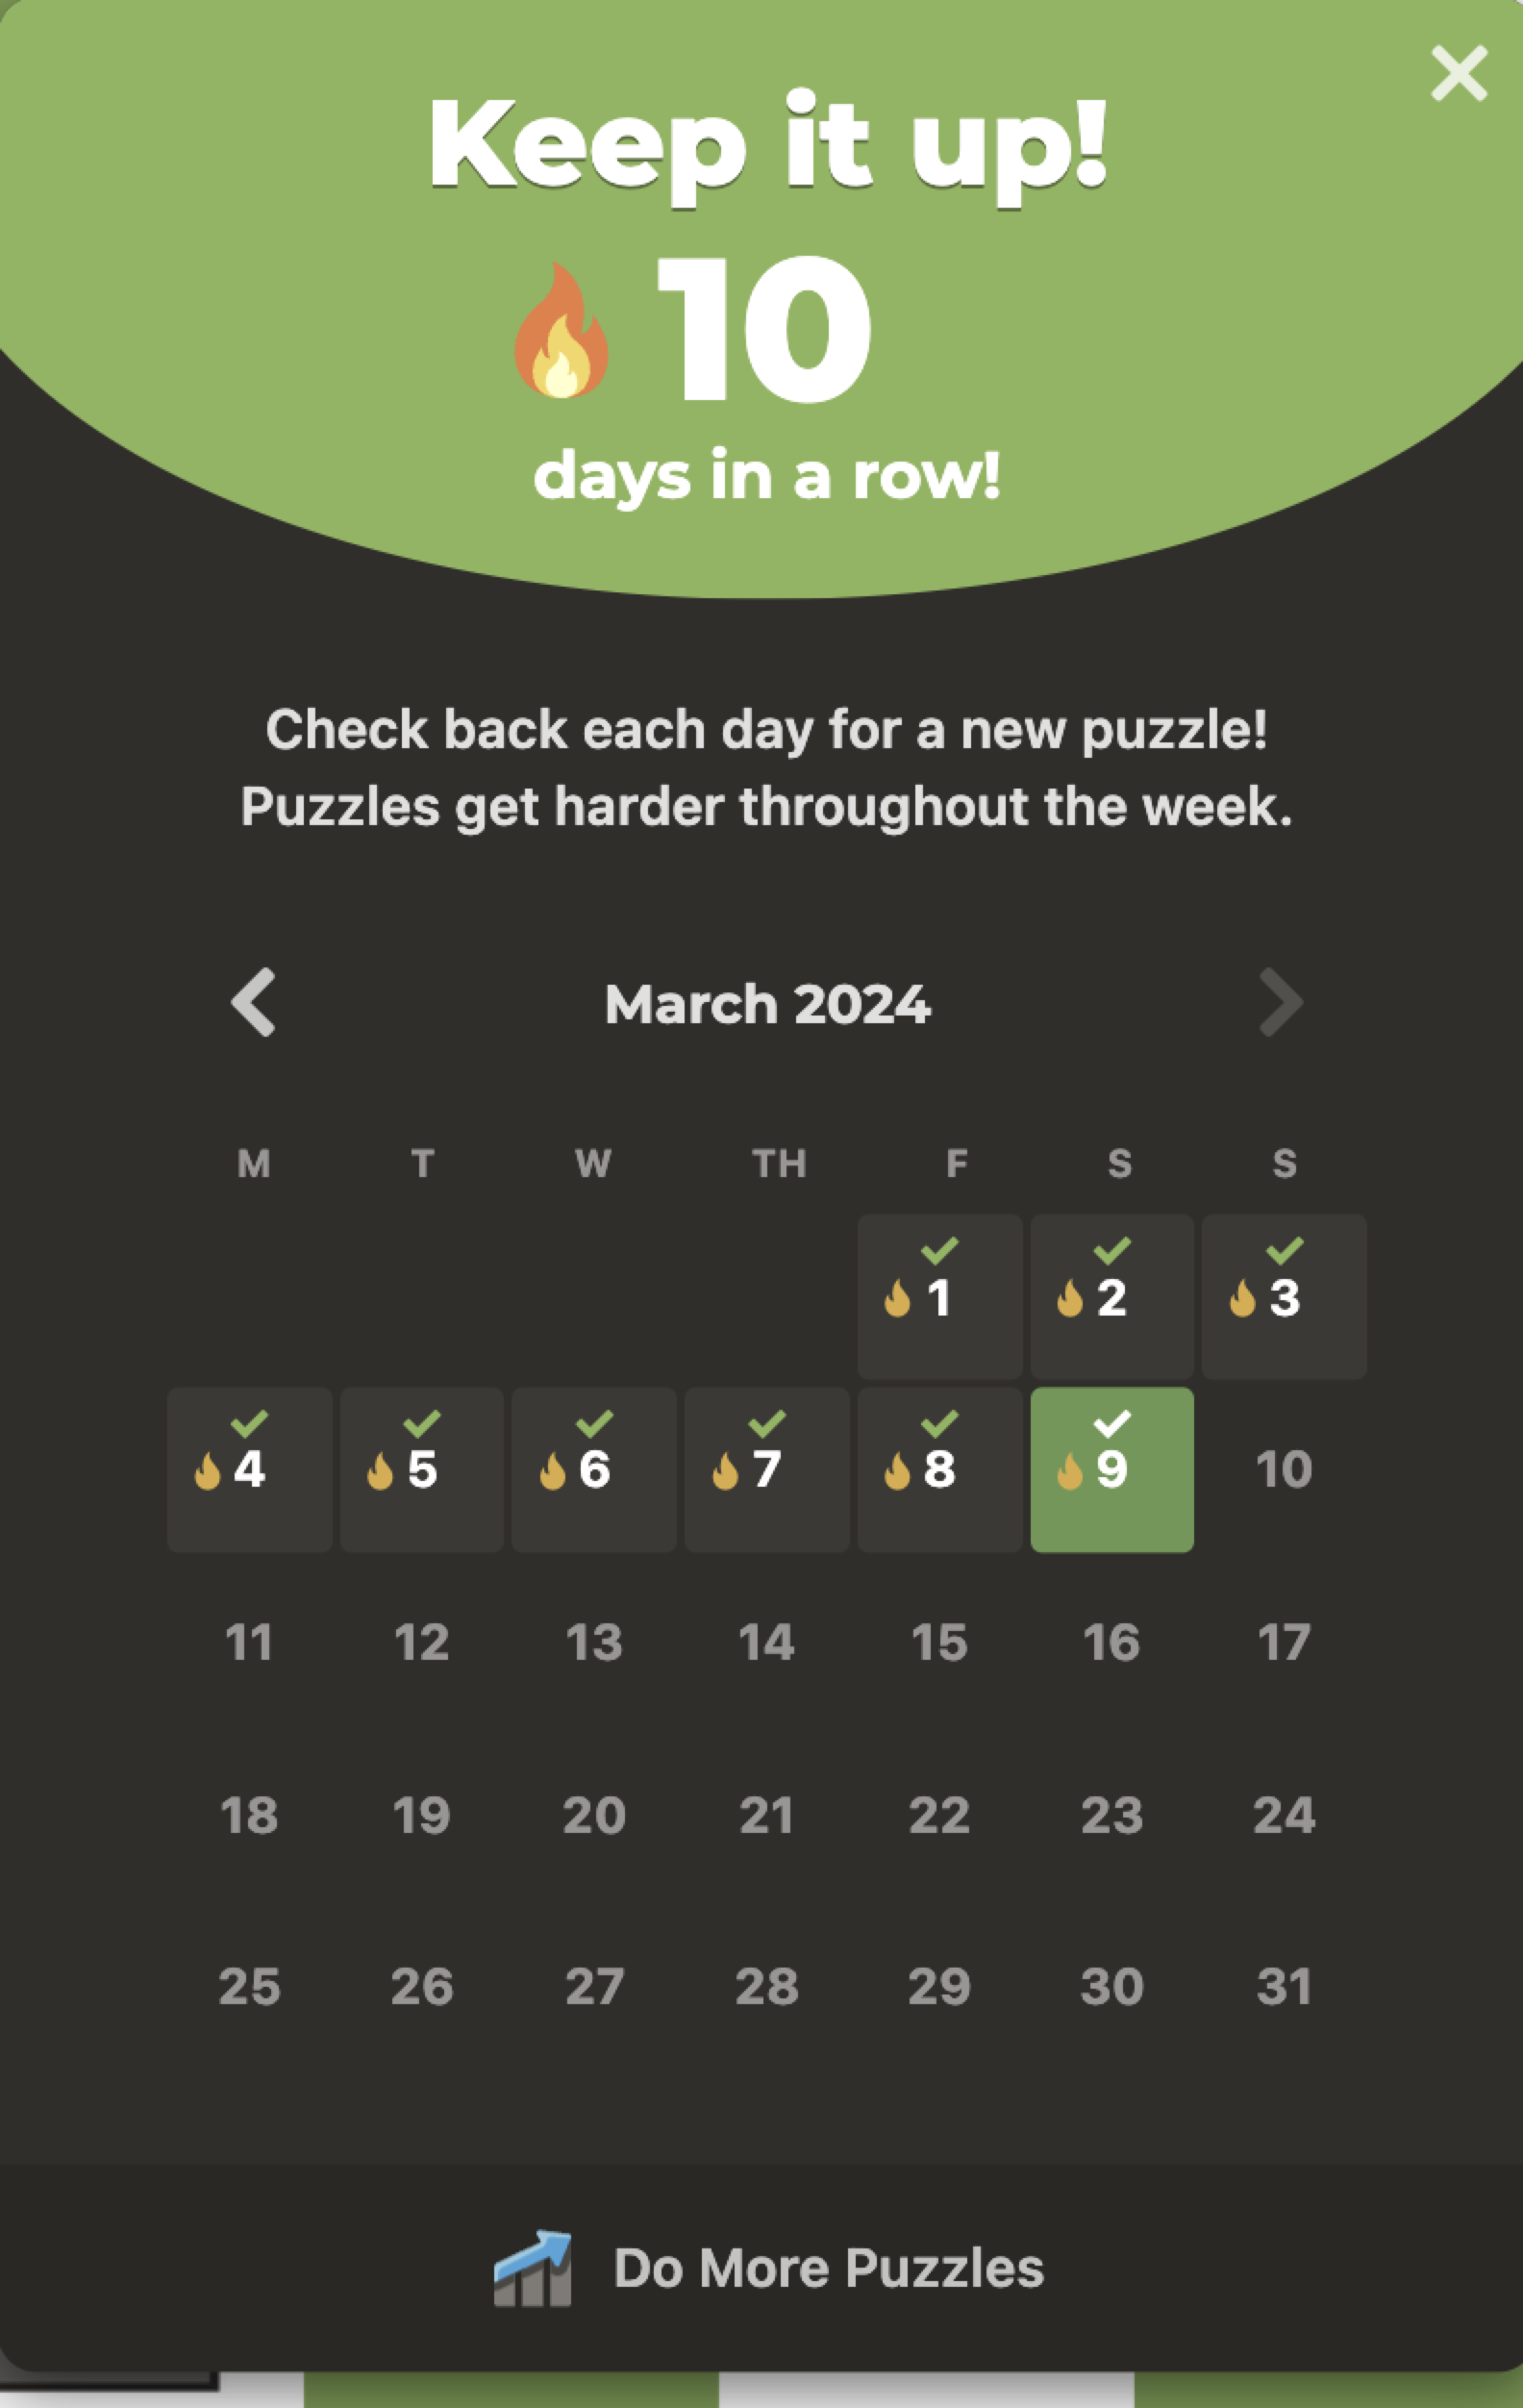 Keep it up!
10
days in a row!
Check back each day for a new puzzle!
Puzzles get harder throughout the week.
March 2024
M T W TH F S S
1 2 3
4 5 6 7 8 9 10
11 12 13 14 15 16 17
18 19 20 21 22 23 24
25 26 27 28 29 30 31
Do More Puzzles